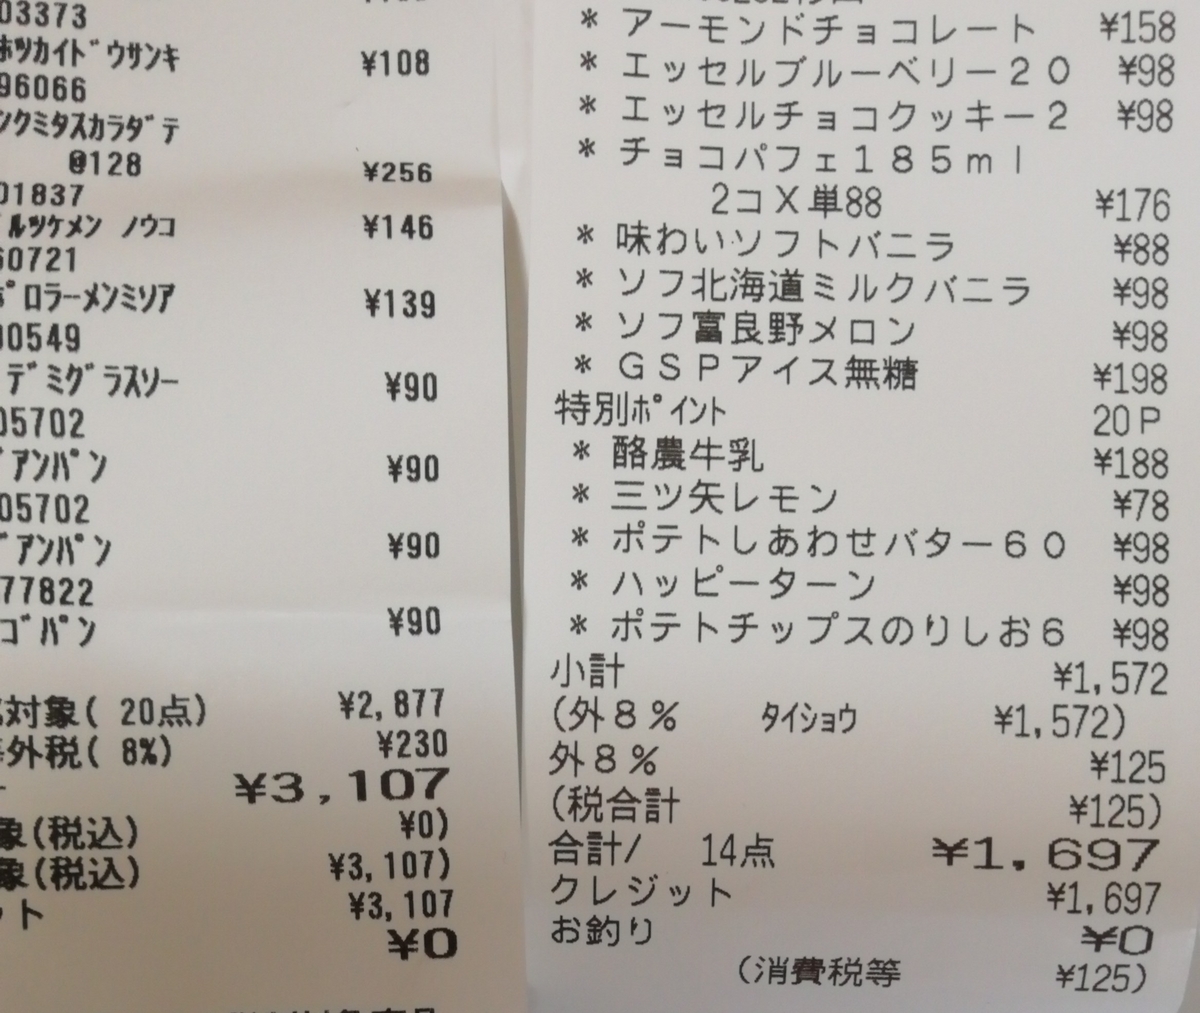 03373
ﾎﾂｶｲﾄﾞｳｻﾝｷ ¥108
96066
ﾝｸﾐﾀｽｶﾗﾀﾞﾃ
@128 ¥256
01837
ﾙﾂｹﾒﾝ ﾉｳｺ ¥146
60721
ﾎﾟﾛﾗｰﾒﾝﾐｿｱ ¥139
00549
ﾃﾞﾐｸﾞﾗｽｿｰ ¥90
05702
ｱﾝﾊﾟﾝ ¥90
05702
ｱﾝﾊﾟﾝ ¥90
77822
ｺﾞﾊﾟﾝ ¥90
対象( 20点) ¥2,877
外税( 8%) ¥230
¥3,107
象(税込) ¥0)
象(税込) ¥3,107)
ット ¥3,107
¥0
* アーモンドチョコレート ¥158
* エッセルブルーベリー20 ¥98
* エッセルチョコクッキー2 ¥98
* チョコパフェ185ml
2コX単88 ¥176
* 味わいソフトバニラ ¥88
* ソフ北海道ミルクバニラ ¥98
* ソフ富良野メロン ¥98
* GSPアイス無糖 ¥198
特別ﾎﾟｲﾝﾄ 20P
* 酪農牛乳 ¥188
* 三ツ矢レモン ¥78
* ポテトしあわせバター60 ¥98
* ハッピーターン ¥98
* ポテトチップスのりしお6 ¥98
小計 ¥1,572
(外8% ﾀｲｼｮｳ ¥1,572)
外8% ¥125
(税合計 ¥125)
合計/ 14点 ¥1,697
クレジット ¥1,697
お釣り ¥0
(消費税等 ¥125)